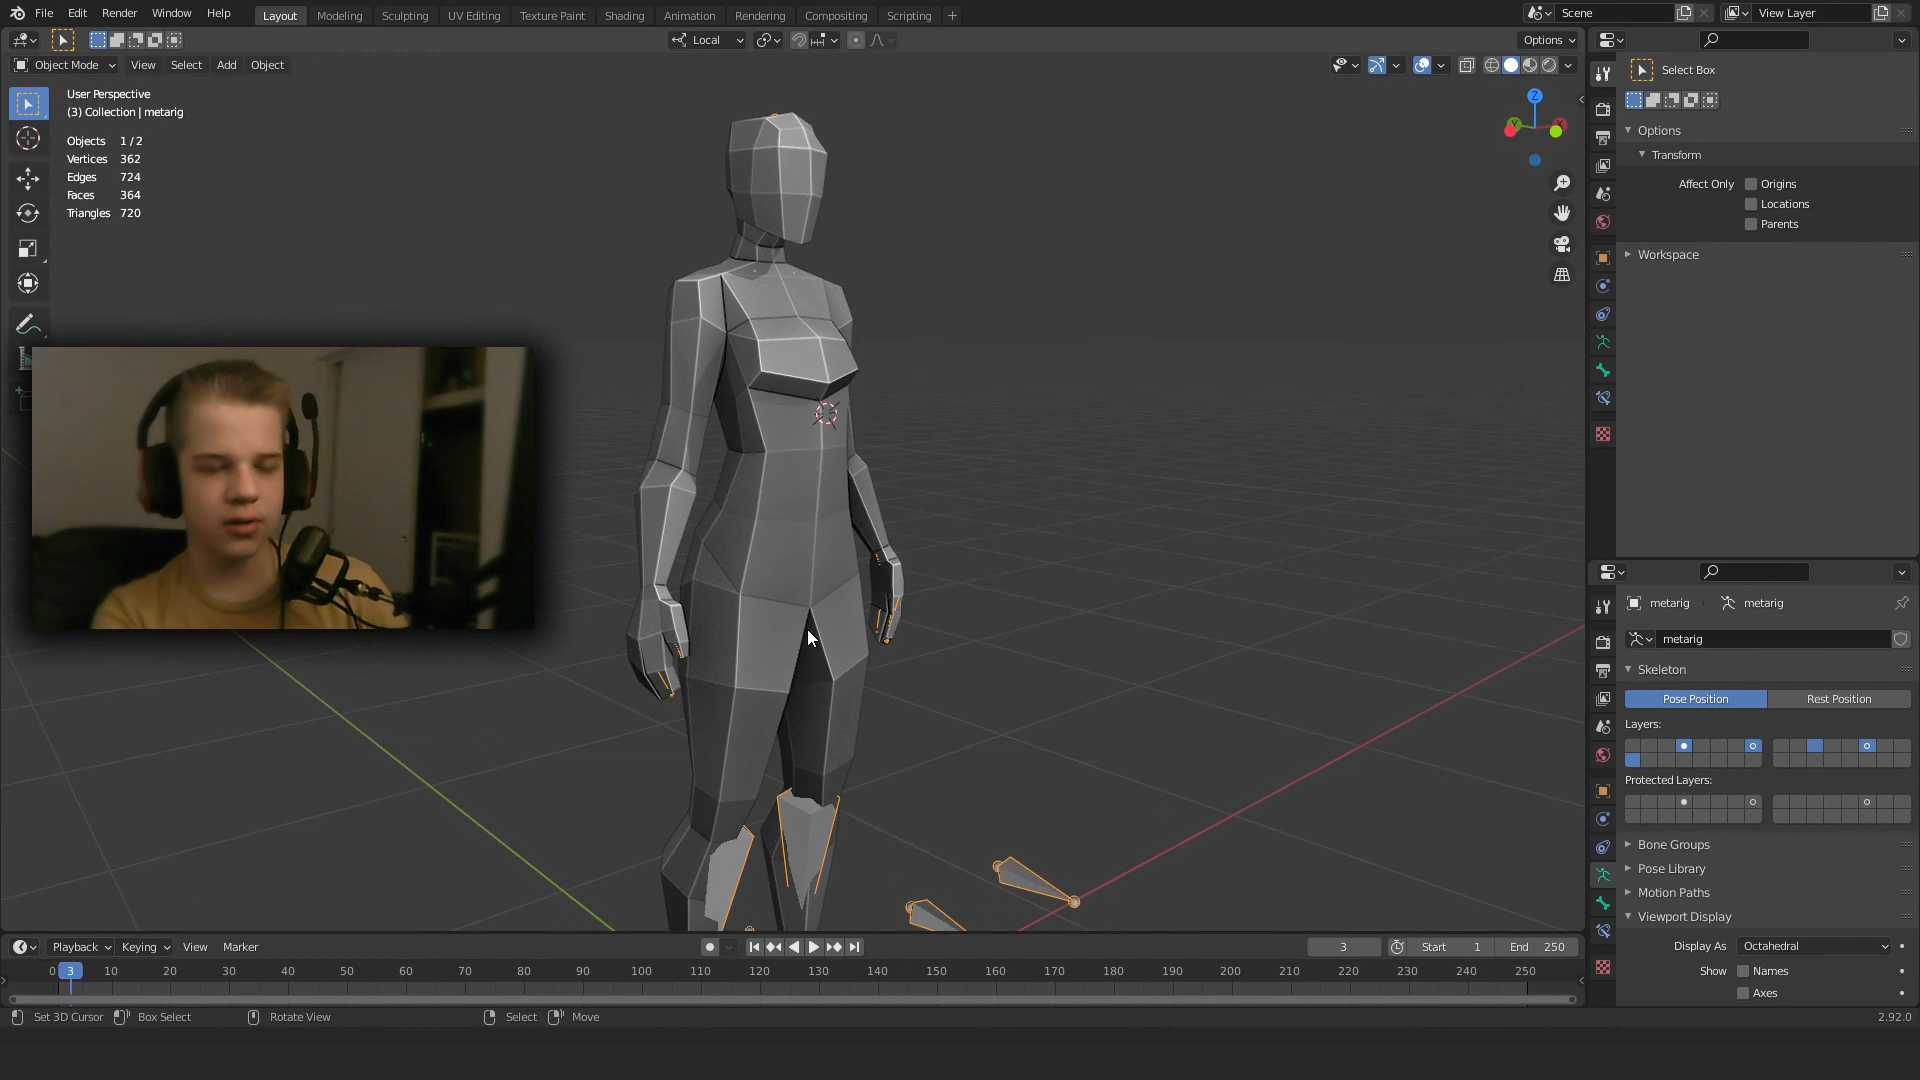 File Edit Render Window Help
Layout Modeling Sculpting UV Editing Texture Paint Shading Animation Rendering Compositing Scripting +
Scene
View Layer
Local
Options
Object Mode View Select Add Object
User Perspective
(3) Collection | metarig
Objects 1 / 2
Vertices 362
Edges 724
Faces 364
Triangles 720
Z
Y
Select Box
Options
Transform
Affect Only Origins
Locations
Parents
Workspace
metarig metarig
metarig
Skeleton
Pose Position Rest Position
Layers:
Protected Layers:
Bone Groups
Pose Library
Motion Paths
Viewport Display
Display As Octahedral
Show Names
Axes
Playback Keying View Marker
3 Start 1 End 250
0 3 10 20 30 40 50 60 70 80 90 100 110 120 130 140 150 160 170 180 190 200 210 220 230 240 250
Set 3D Cursor Box Select Rotate View Select Move
2.92.0